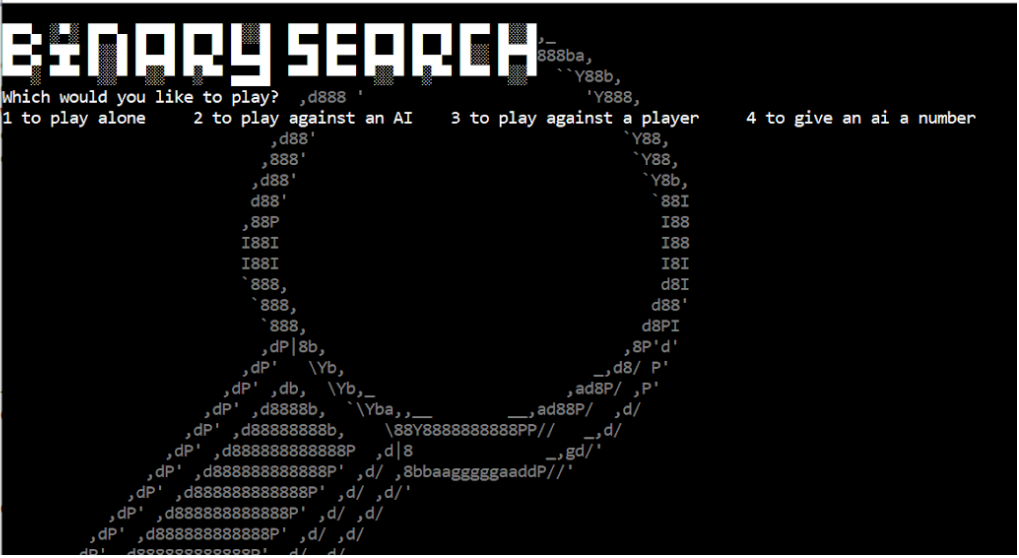 BiNARY SEARCH
Which would you like to play?
1 to play alone     2 to play against an AI    3 to play against a player     4 to give an ai a number